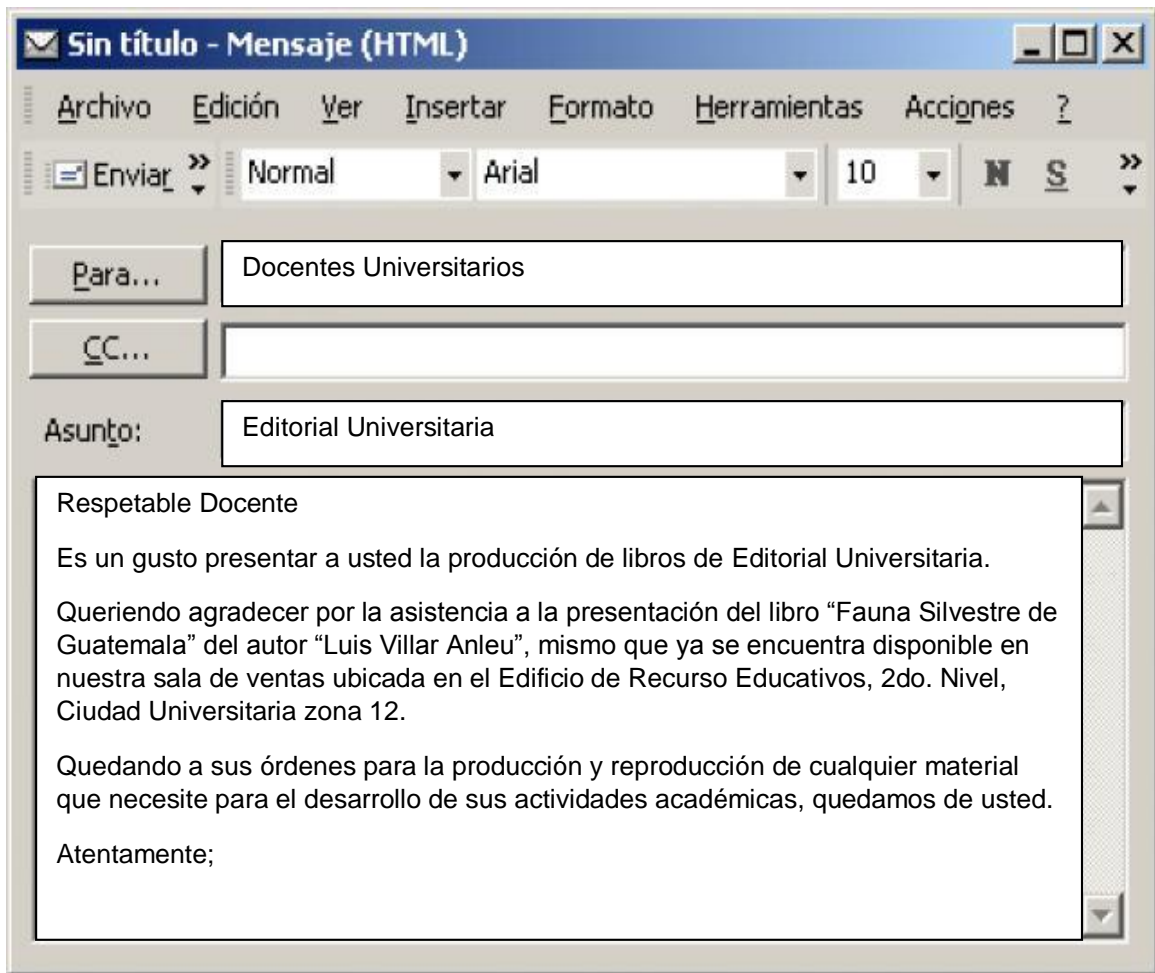 Sin título - Mensaje (HTML)
Archivo Edición Ver Insertar Formato Herramientas Acciones ?
Enviar Normal Arial 10 N S
Para... Docentes Universitarios
CC...
Asunto: Editorial Universitaria
Respetable Docente
Es un gusto presentar a usted la producción de libros de Editorial Universitaria.
Queriendo agradecer por la asistencia a la presentación del libro “Fauna Silvestre de
Guatemala” del autor “Luis Villar Anleu”, mismo que ya se encuentra disponible en
nuestra sala de ventas ubicada en el Edificio de Recurso Educativos, 2do. Nivel,
Ciudad Universitaria zona 12.
Quedando a sus órdenes para la producción y reproducción de cualquier material
que necesite para el desarrollo de sus actividades académicas, quedamos de usted.
Atentamente;